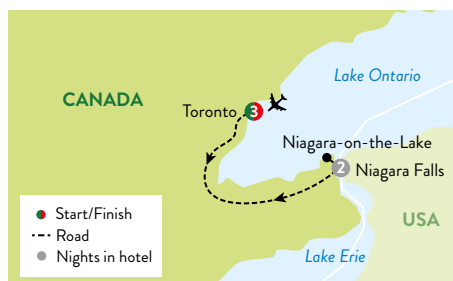 Lake Ontario
CANADA
Toronto
3
Niagara-on-the-Lake
2
Niagara Falls
Start/Finish
Road
Nights in hotel
USA
Lake Erie